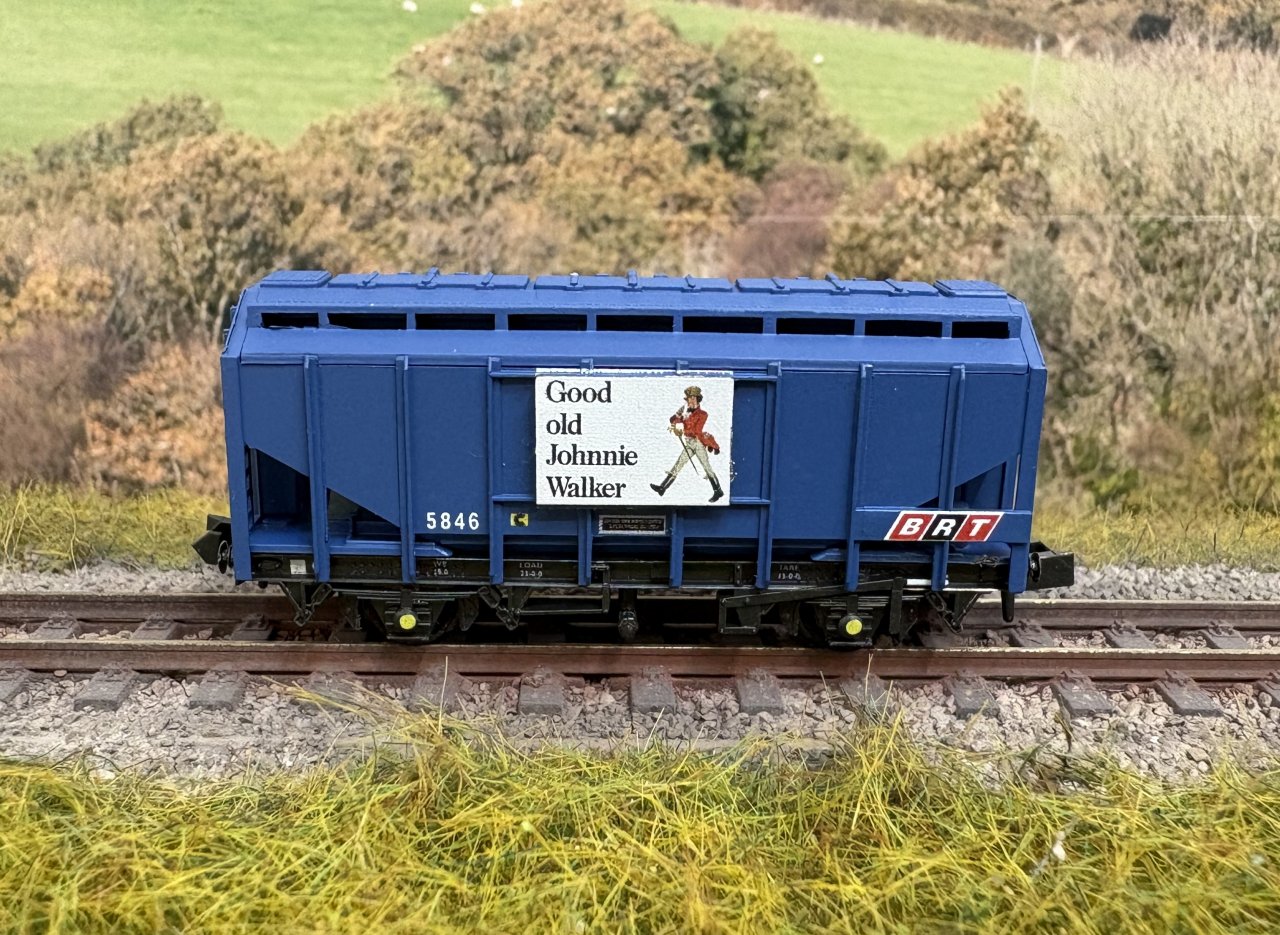 Good
old
Johnnie
Walker
5846
C
BRT
LOAD
TARE